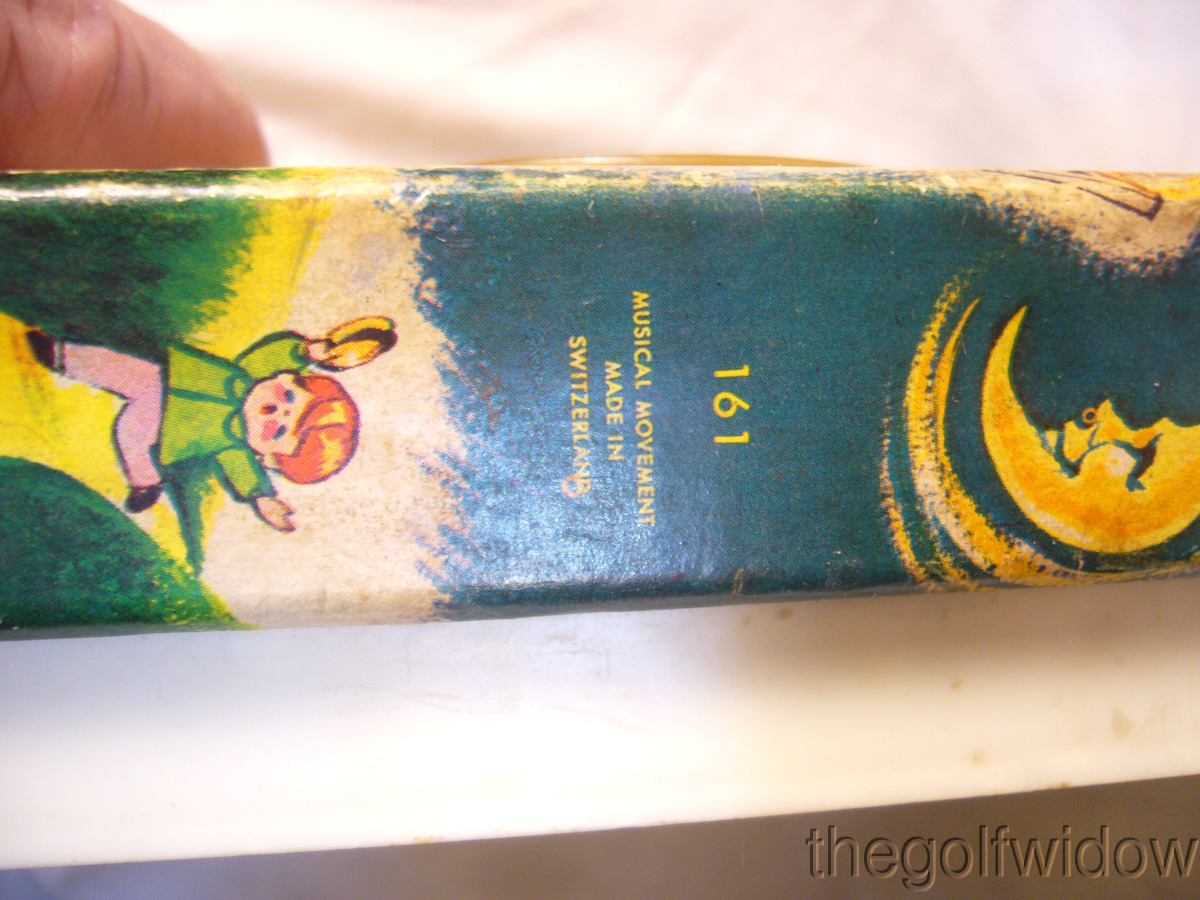 161
MUSICAL MOVEMENT
MADE IN
SWITZERLAND
thegolfwidow